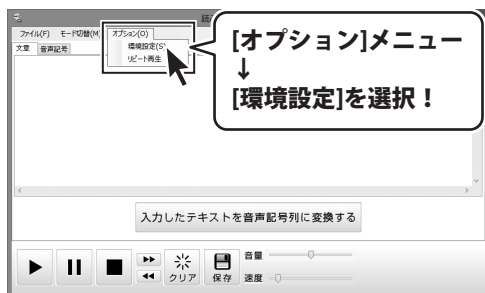 ファイル(F) モード切替(M) オプション(O)
環境設定(S)
リピート再生
文章 音声記号
[オプション]メニュー
↓
[環境設定]を選択！
入力したテキストを音声記号列に変換する
クリア 保存
音量
速度